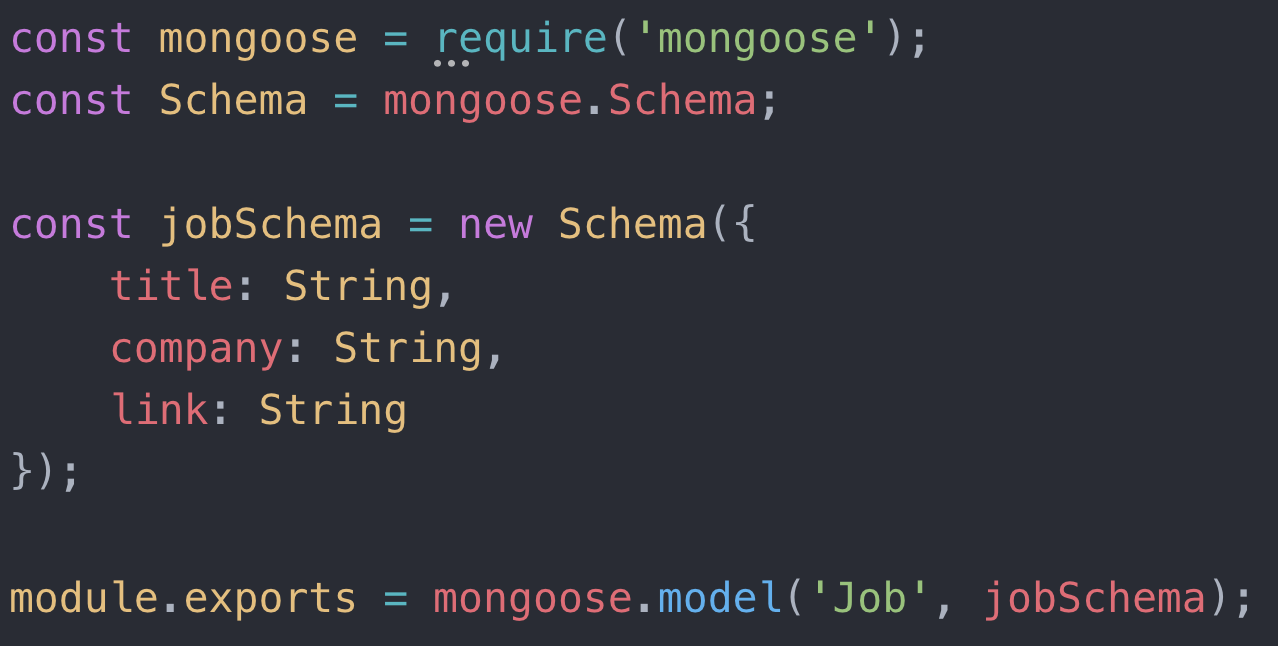 const mongoose = require('mongoose');
const Schema = mongoose.Schema;

const jobSchema = new Schema({
    title: String,
    company: String,
    link: String
});

module.exports = mongoose.model('Job', jobSchema);